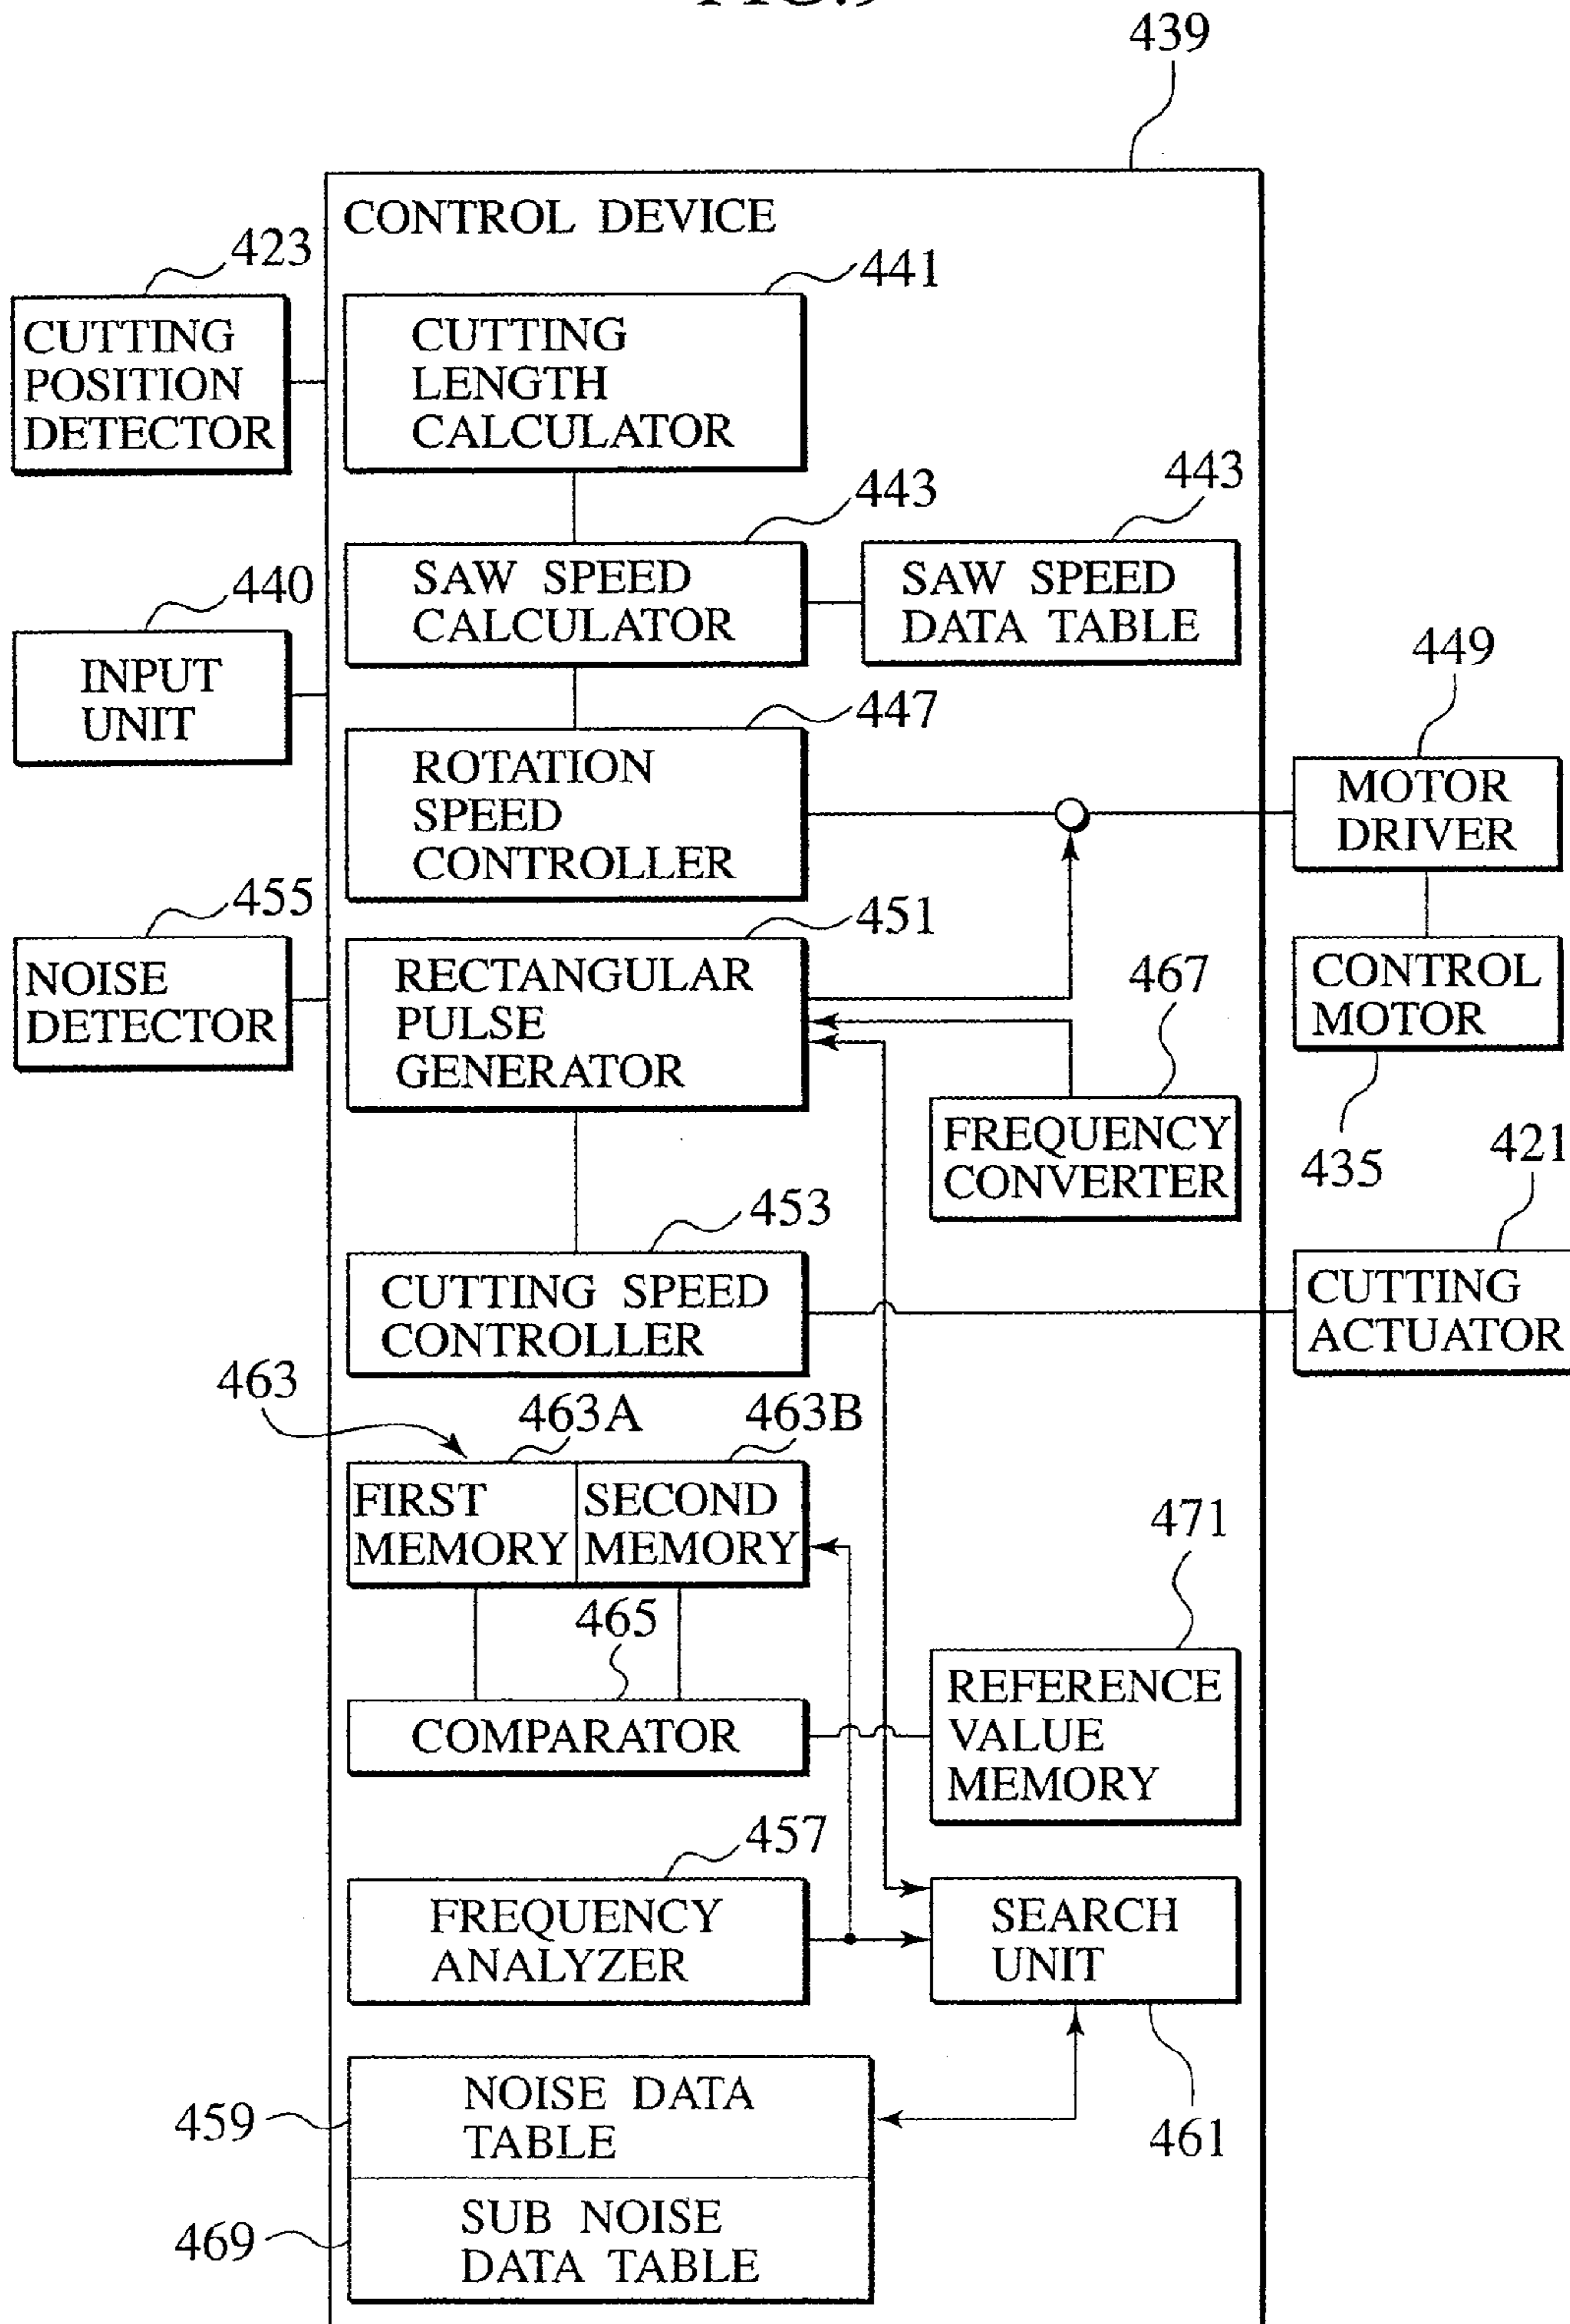 FIG.9
439
CONTROL DEVICE
423
CUTTING
POSITION
DETECTOR
441
CUTTING
LENGTH
CALCULATOR
443
SAW SPEED
CALCULATOR
443
SAW SPEED
DATA TABLE
440
INPUT
UNIT
447
ROTATION
SPEED
CONTROLLER
449
MOTOR
DRIVER
455
NOISE
DETECTOR
451
RECTANGULAR
PULSE
GENERATOR
467
FREQUENCY
CONVERTER
CONTROL
MOTOR
435
453
CUTTING SPEED
CONTROLLER
421
CUTTING
ACTUATOR
463
463A
FIRST
MEMORY
463B
SECOND
MEMORY
465
COMPARATOR
471
REFERENCE
VALUE
MEMORY
457
FREQUENCY
ANALYZER
SEARCH
UNIT
461
459
NOISE DATA
TABLE
469
SUB NOISE
DATA TABLE